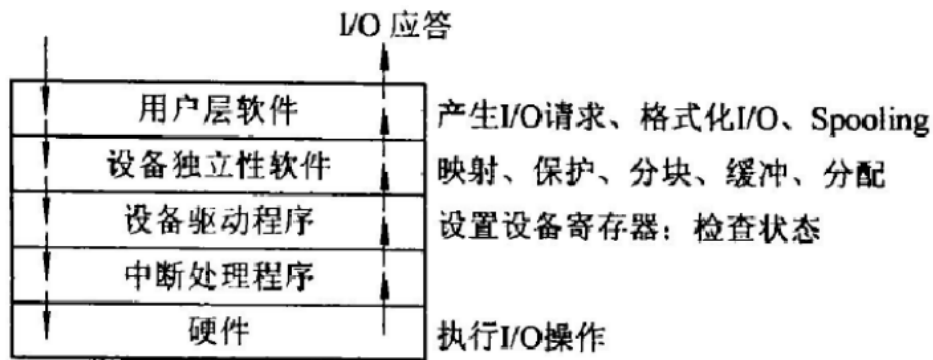 I/O 应答
用户层软件 产生I/O请求、格式化I/O、Spooling
设备独立性软件 映射、保护、分块、缓冲、分配
设备驱动程序 设置设备寄存器；检查状态
中断处理程序
硬件 执行I/O操作